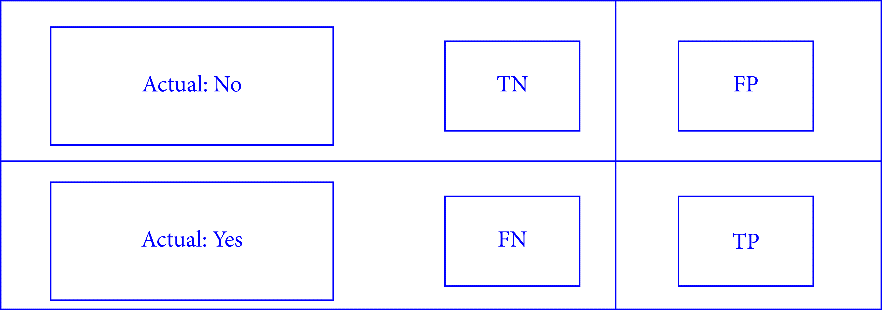 Actual: No
TN
FP
Actual: Yes
FN
TP